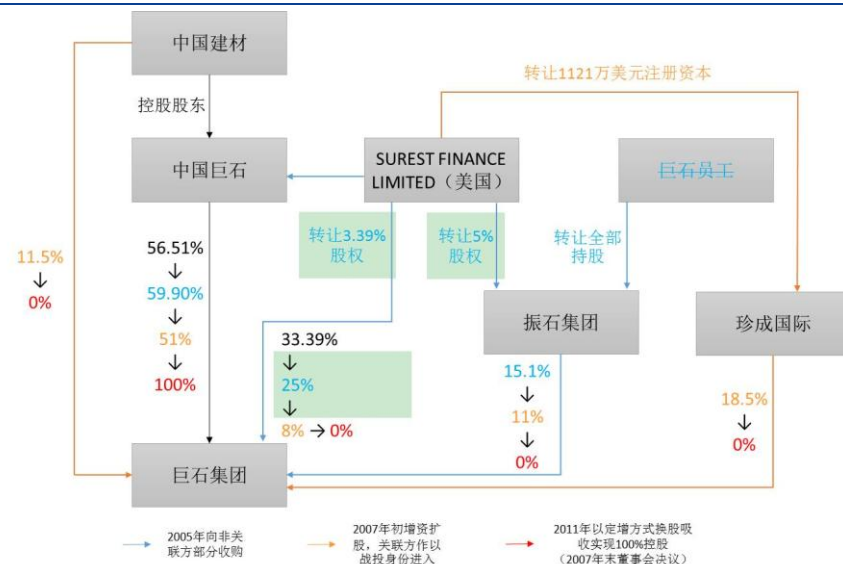 中国建材
转让1121万美元注册资本
控股股东
中国巨石
SUREST FINANCE
LIMITED（美国）
巨石员工
转让3.39%
股权
转让5%
股权
转让全部
持股
11.5%
↓
0%
56.51%
↓
59.90%
↓
51%
↓
100%
33.39%
↓
25%
↓
8% → 0%
振石集团
珍成国际
15.1%
↓
11%
↓
0%
18.5%
↓
0%
巨石集团
2005年向非关
联方部分收购
2007年初增资扩
股，关联方作以
战投身份进入
2011年以定增方式换股吸
收实现100%控股
（2007年末董事会决议）